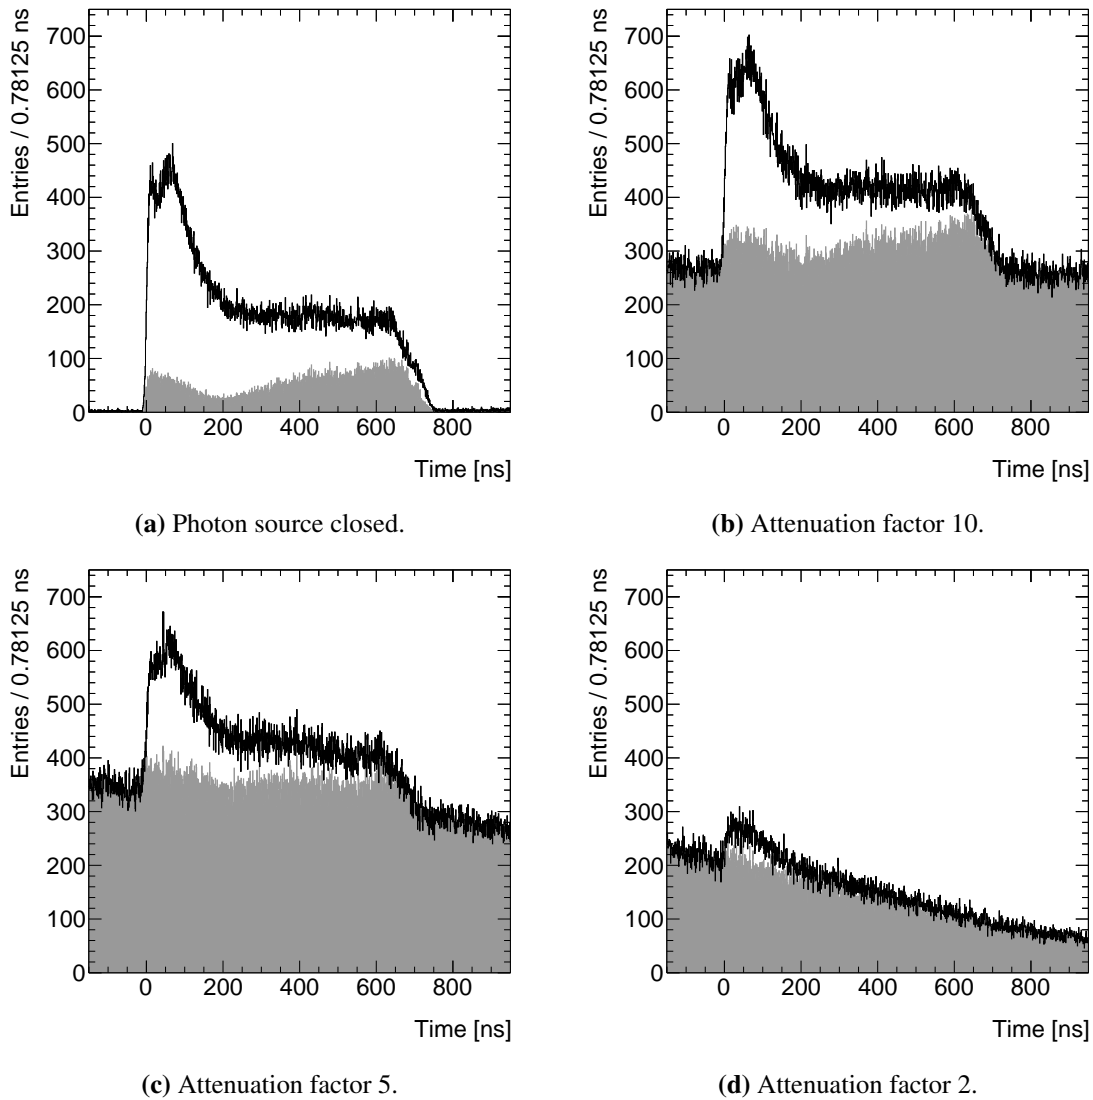 Entries / 0.78125 ns
700
600
500
400
300
200
100
0
0 200 400 600 800
Time [ns]
(a) Photon source closed.
Entries / 0.78125 ns
700
600
500
400
300
200
100
0
0 200 400 600 800
Time [ns]
(b) Attenuation factor 10.
Entries / 0.78125 ns
700
600
500
400
300
200
100
0
0 200 400 600 800
Time [ns]
(c) Attenuation factor 5.
Entries / 0.78125 ns
700
600
500
400
300
200
100
0
0 200 400 600 800
Time [ns]
(d) Attenuation factor 2.